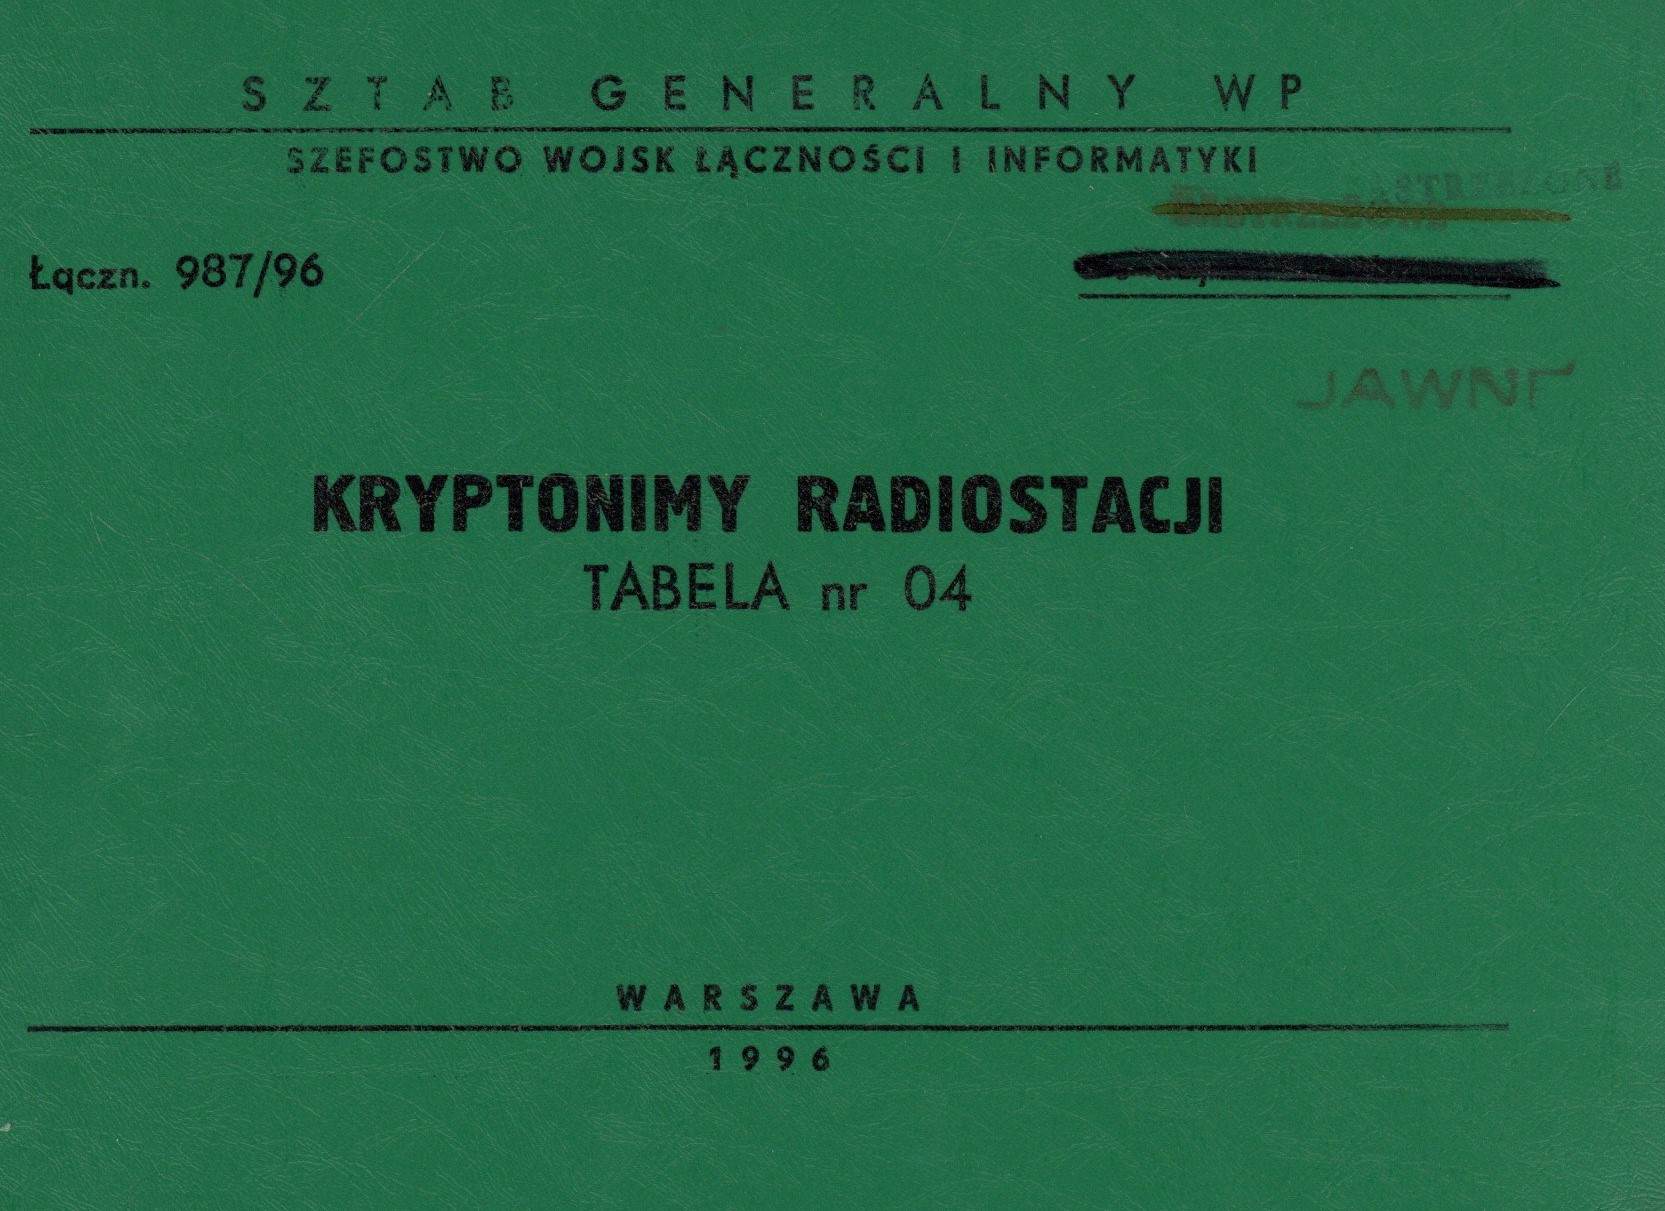 SZTAB GENERALNY WP
SZEFOSTWO WOJSK ŁĄCZNOŚCI I INFORMATYKI
Łączn. 987/96
JAWNE
KRYPTONIMY RADIOSTACJI
TABELA nr 04
WARSZAWA
1996